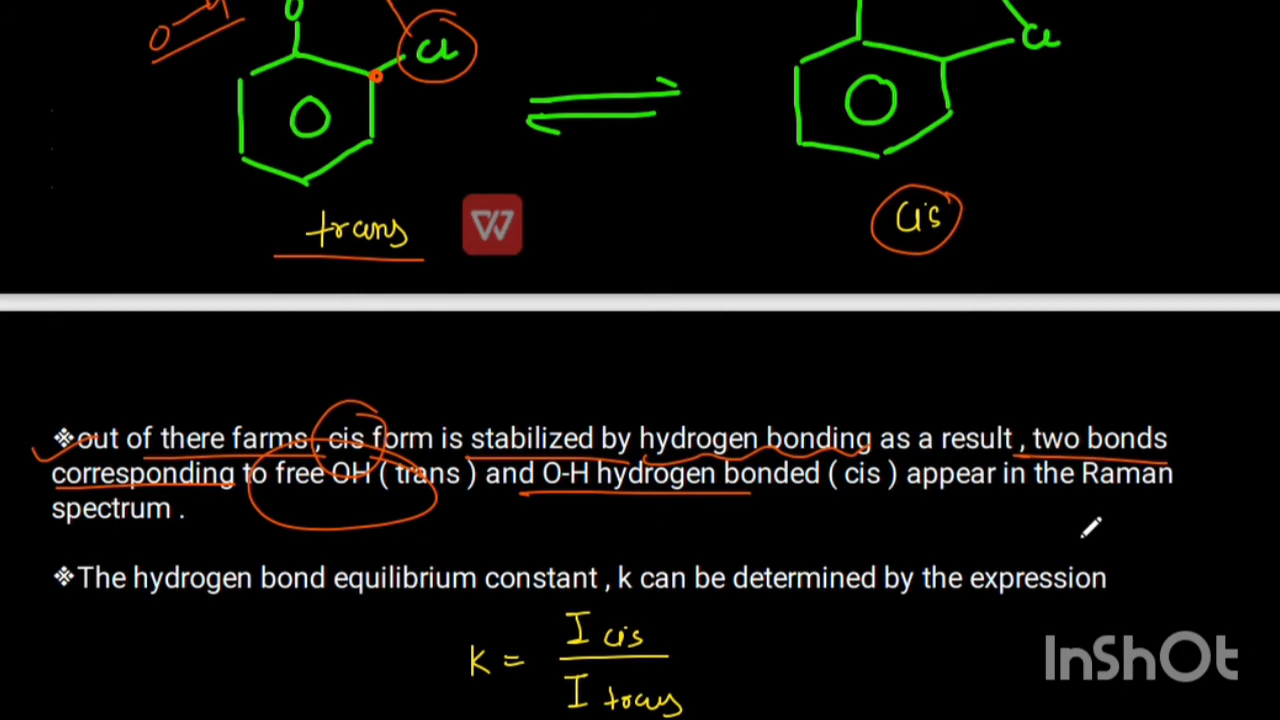 O-H
O
Cl
Cl
trans
cis
❖out of there farms , cis form is stabilized by hydrogen bonding as a result , two bonds
corresponding to free OH ( trans ) and O-H hydrogen bonded ( cis ) appear in the Raman
spectrum .
❖The hydrogen bond equilibrium constant , k can be determined by the expression
K = I cis
I trans
InShOt